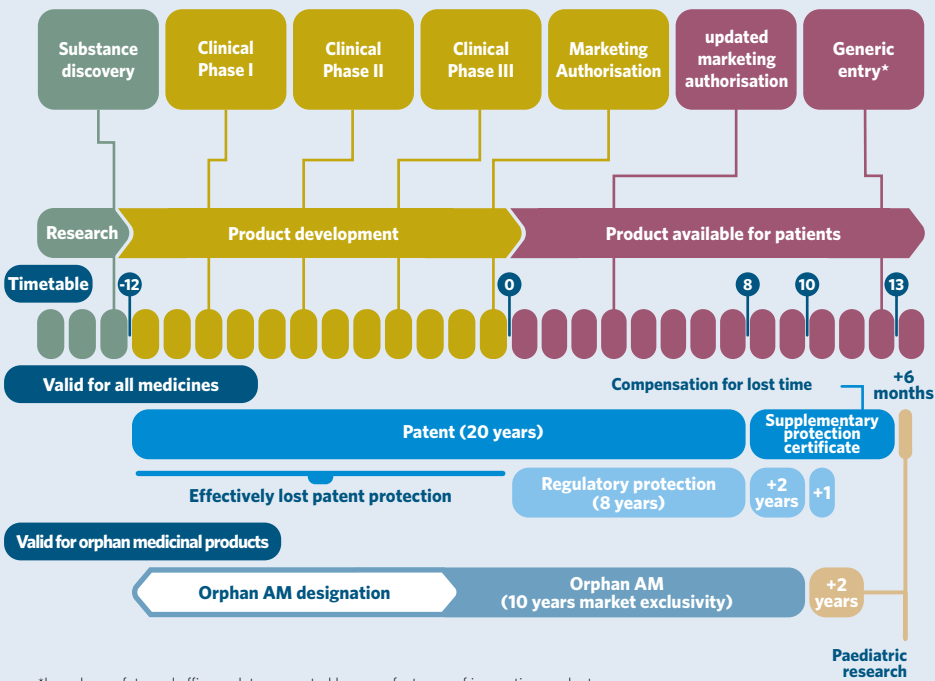 Substance
discovery
Clinical
Phase I
Clinical
Phase II
Clinical
Phase III
Marketing
Authorisation
updated
marketing
authorisation
Generic
entry*
Research
Product development
Product available for patients
Timetable
-12
0
8
10
13
Valid for all medicines
Compensation for lost time
+6
months
Patent (20 years)
Supplementary
protection
certificate
Effectively lost patent protection
Regulatory protection
(8 years)
+2
years
+1
Valid for orphan medicinal products
Orphan AM designation
Orphan AM
(10 years market exclusivity)
+2
years
Paediatric
research